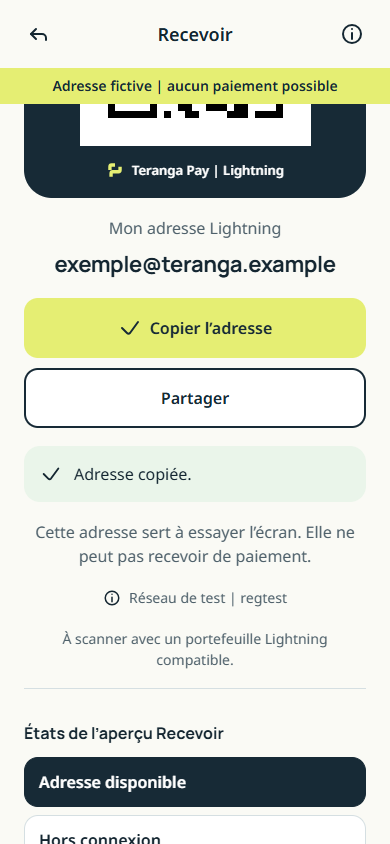 Recevoir
Adresse fictive | aucun paiement possible
Teranga Pay | Lightning
Mon adresse Lightning
exemple@teranga.example
Copier l’adresse
Partager
Adresse copiée.
Cette adresse sert à essayer l’écran. Elle ne
peut pas recevoir de paiement.
Réseau de test | regtest
À scanner avec un portefeuille Lightning
compatible.
États de l’aperçu Recevoir
Adresse disponible
Hors connexion